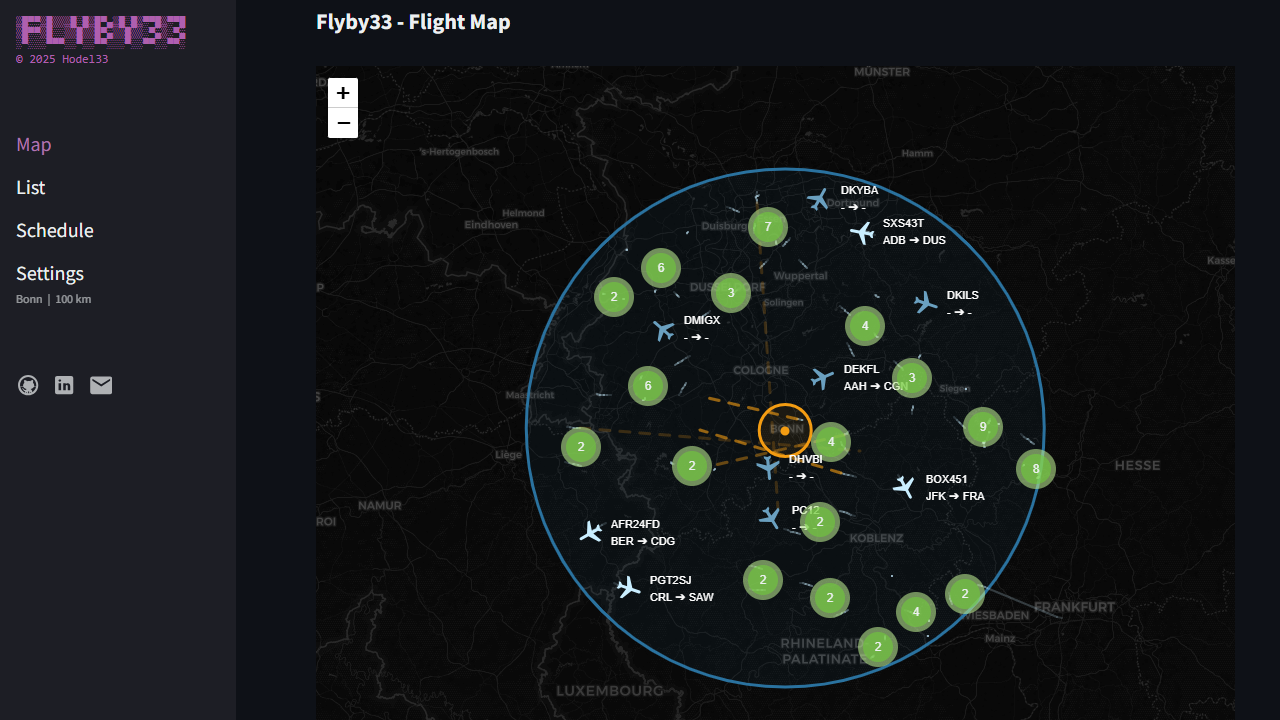 FLYBY33
© 2025 Hodel33
Map
List
Schedule
Settings
Bonn | 100 km
Flyby33 - Flight Map
+
−
MÜNSTER
's-Hertogenbosch
Hamm
Helmond
Eindhoven
DKYBA
- ➔ -
Dortmund
SXS43T
ADB ➔ DUS
Duisburg
7
6
Wuppertal
Kasse
2
3
Solingen
DKILS
- ➔ -
DMIGX
- ➔ -
4
COLOGNE
DEKFL
AAH ➔ CGN
3
Siegen
6
Maastricht
BONN
9
4
2
Liège
2
DHVBI
- ➔ -
8
HESSE
BOX451
JFK ➔ FRA
NAMUR
ROI
PC12
- ➔ -
2
AFR24FD
BER ➔ CDG
KOBLENZ
PGT2SJ
CRL ➔ SAW
2
2
2
4
FRANKFURT
WIESBADEN
Mainz
2
RHINELAND
PALATINATE
LUXEMBOURG